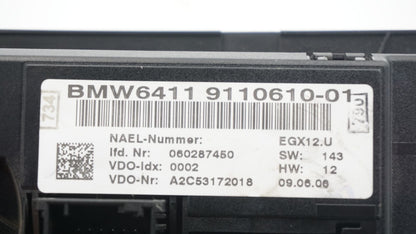 BMW6411 9110610-01
734
790
NAEL-Nummer: EGX12.U
lfd. Nr: 060287450 SW: 143
VDO-Idx: 0002 HW: 12
VDO-Nr: A2C53172018 09.06.06